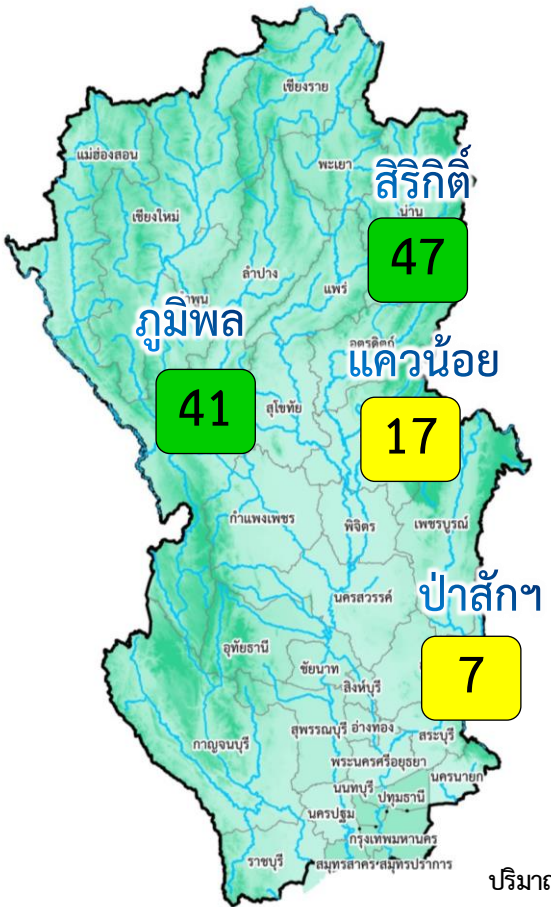 เชียงราย
แม่ฮ่องสอน
พะเยา
สิริกิติ์
น่าน
เชียงใหม่
47
ลำปาง
แพร่
ลำพูน
ภูมิพล
อุตรดิตถ์
แควน้อย
41
สุโขทัย
17
กำแพงเพชร
พิจิตร
เพชรบูรณ์
นครสวรรค์
ป่าสักฯ
อุทัยธานี
ชัยนาท
7
สิงห์บุรี
สุพรรณบุรี อ่างทอง
สระบุรี
กาญจนบุรี
พระนครศรีอยุธยา
นครนายก
นนทบุรี
ปทุมธานี
นครปฐม
กรุงเทพมหานคร
ราชบุรี
สมุทรสาคร สมุทรปราการ